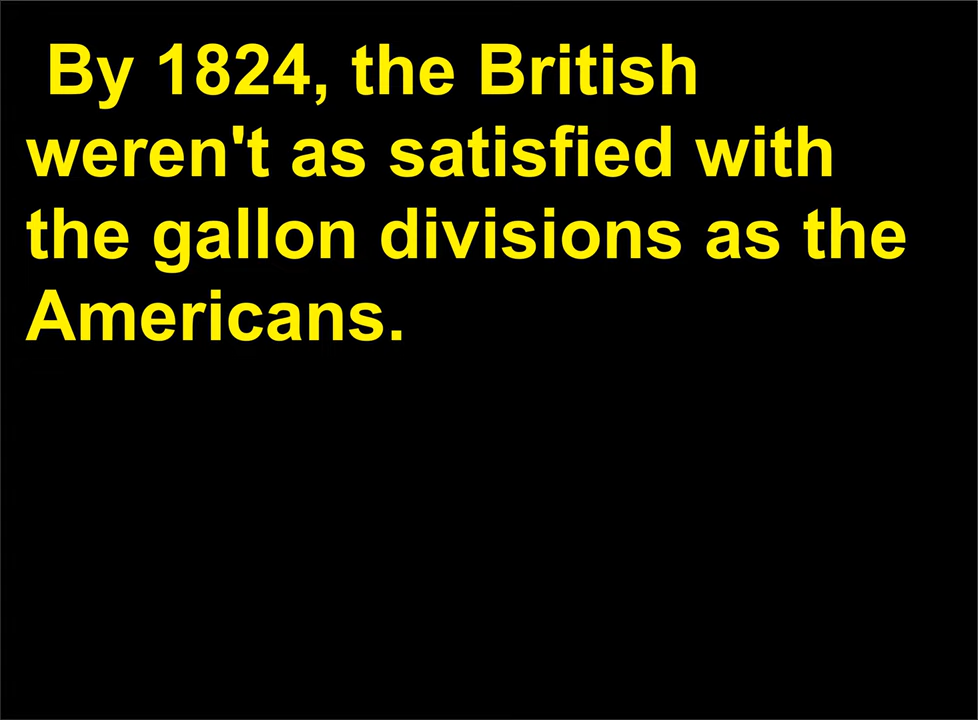 By 1824, the British
weren't as satisfied with
the gallon divisions as the
Americans.